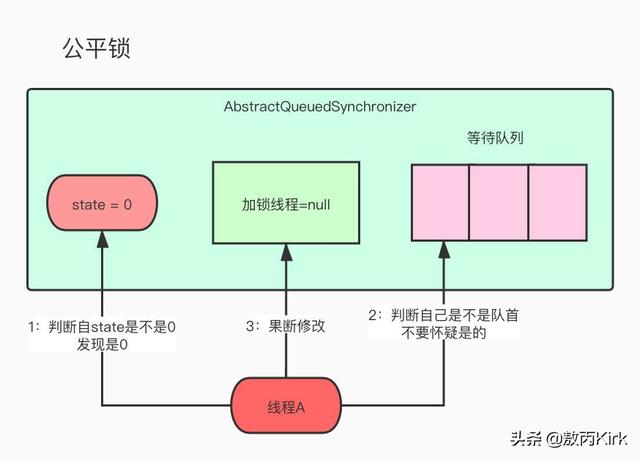 公平锁
AbstractQueuedSynchronizer
等待队列
state = 0
加锁线程=null
1：判断自state是不是0
发现是0
3：果断修改
2：判断自己是不是队首
不要怀疑是的
线程A
头条 @敖丙Kirk